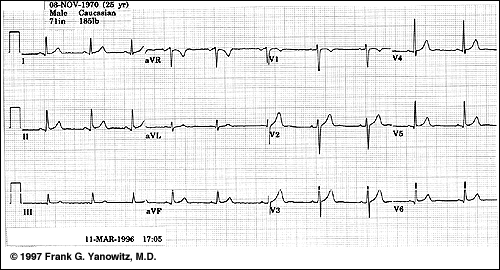 08-NOV-1970 (25 yr)
Male Caucasian
71in 185lb
I
aVR
V1
V4
II
aVL
V2
V5
III
aVF
V3
V6
11-MAR-1996 17:05
© 1997 Frank G. Yanowitz, M.D.